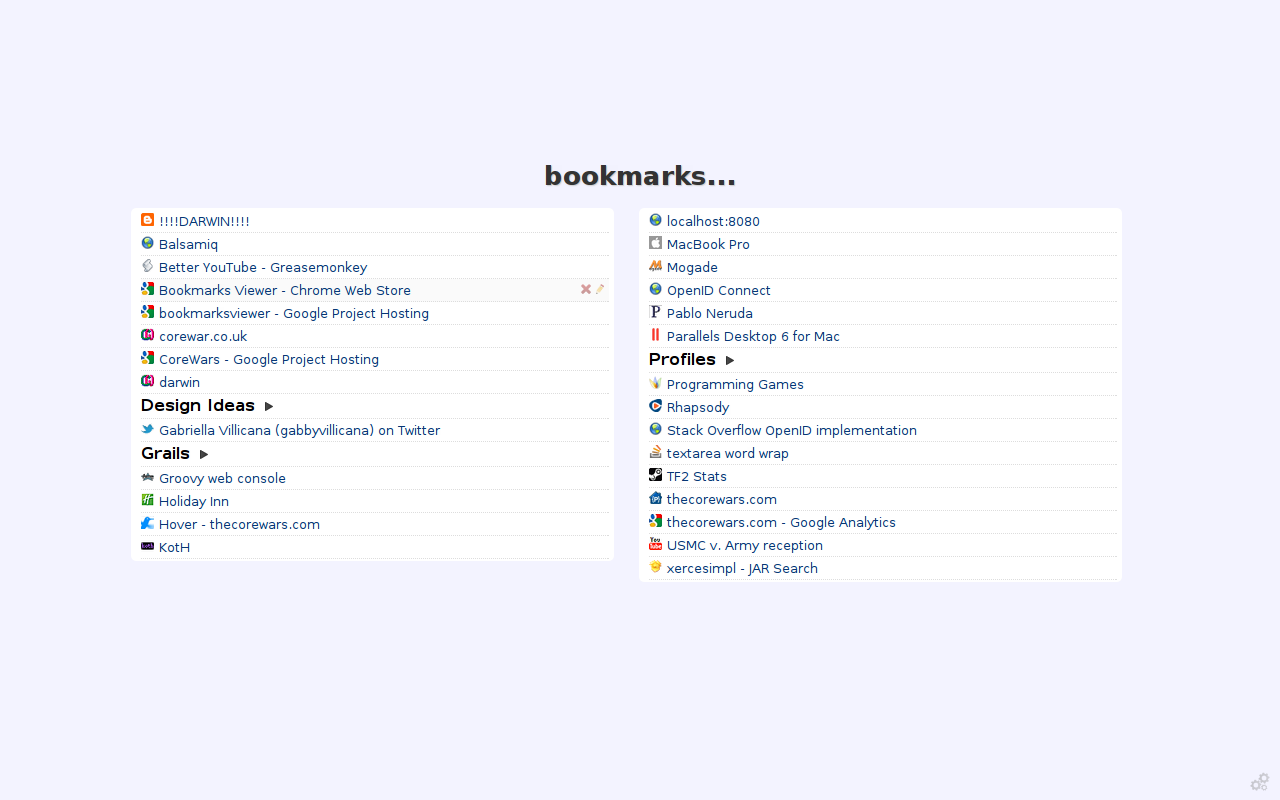 bookmarks...
!!!!DARWIN!!!!
Balsamiq
Better YouTube - Greasemonkey
Bookmarks Viewer - Chrome Web Store
bookmarksviewer - Google Project Hosting
corewar.co.uk
CoreWars - Google Project Hosting
darwin
Design Ideas
Gabriella Villicana (gabbyvillicana) on Twitter
Grails
Groovy web console
Holiday Inn
Hover - thecorewars.com
KotH
localhost:8080
MacBook Pro
Mogade
OpenID Connect
Pablo Neruda
Parallels Desktop 6 for Mac
Profiles
Programming Games
Rhapsody
Stack Overflow OpenID implementation
textarea word wrap
TF2 Stats
thecorewars.com
thecorewars.com - Google Analytics
USMC v. Army reception
xercesimpl - JAR Search